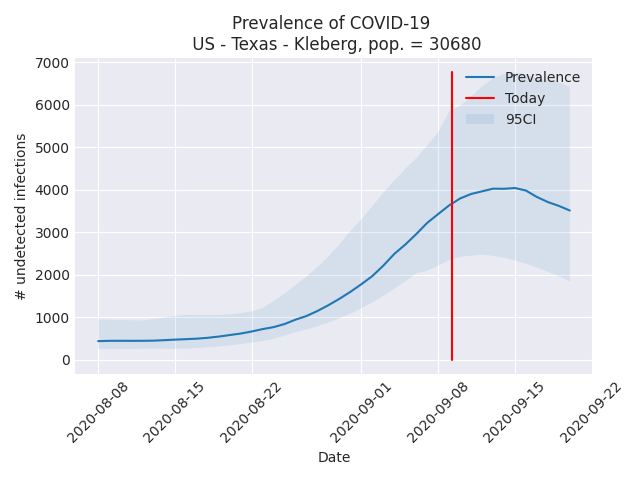 Prevalence of COVID-19
US - Texas - Kleberg, pop. = 30680
7000
6000
5000
4000
3000
2000
1000
0
# undetected infections
Prevalence
Today
95CI
2020-08-08
2020-08-15
2020-08-22
2020-09-01
2020-09-08
2020-09-15
2020-09-22
Date